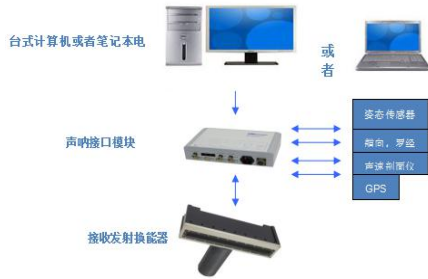 台式计算机或者笔记本电
或
者
姿态传感器
声呐接口模块
艏向，罗经
声速剖面仪
GPS
接收发射换能器